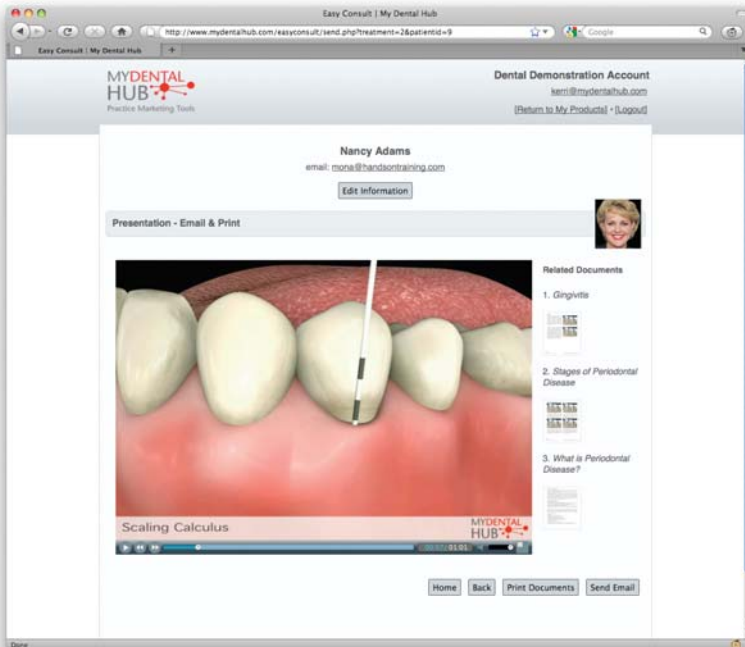 Easy Consult | My Dental Hub
http://www.mydentalhub.com/easyconsult/send.php?treatment=2&patientid=9
Google
Easy Consult | My Dental Hub
+
MYDENTAL
HUB
Practice Marketing Tools
Dental Demonstration Account
kerri@mydentalhub.com
[Return to My Products] • [Logout]
Nancy Adams
email: mona@handsontraining.com
Edit Information
Presentation - Email & Print
Related Documents
1. Gingivitis
2. Stages of Periodontal
Disease
3. What is Periodontal
Disease?
Scaling Calculus
MYDENTAL
HUB
01:01
Home
Back
Print Documents
Send Email
Done